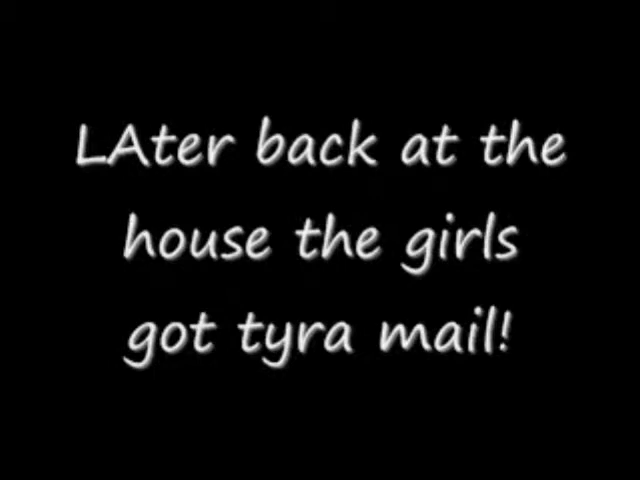 LAter back at the
house the girls
got tyra mail!